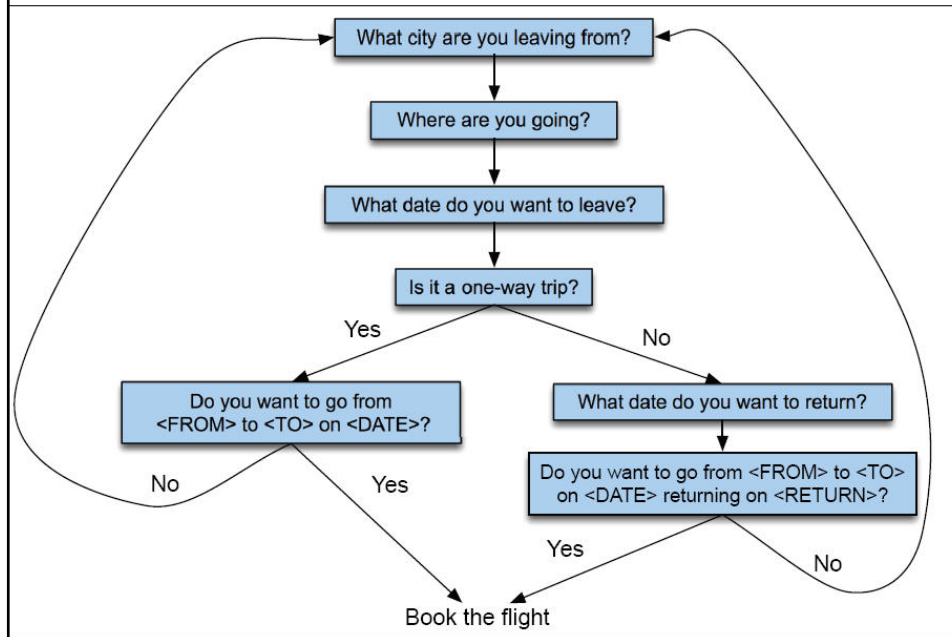 What city are you leaving from?
Where are you going?
What date do you want to leave?
Is it a one-way trip?
Yes
No
Do you want to go from
<FROM> to <TO> on <DATE>?
What date do you want to return?
No
Yes
Do you want to go from <FROM> to <TO>
on <DATE> returning on <RETURN>?
Yes
No
Book the flight